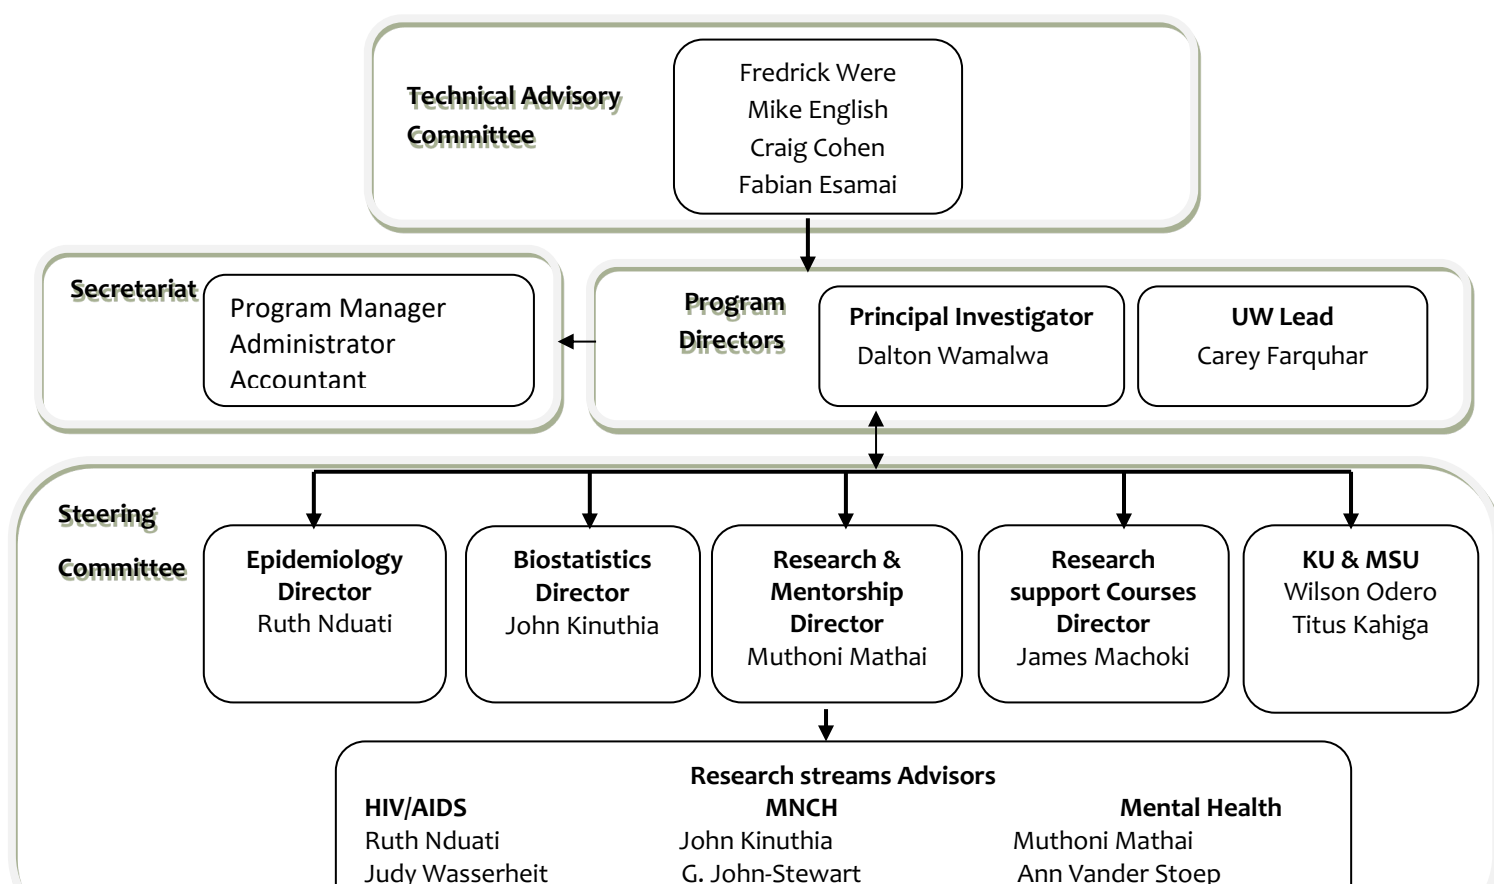 Technical Advisory
Committee
Fredrick Were
Mike English
Craig Cohen
Fabian Esamai
Secretariat
Program Manager
Administrator
Accountant
Program
Directors
Principal Investigator
Dalton Wamalwa
UW Lead
Carey Farquhar
Steering
Committee
Epidemiology
Director
Ruth Nduati
Biostatistics
Director
John Kinuthia
Research &
Mentorship
Director
Muthoni Mathai
Research
support Courses
Director
James Machoki
KU & MSU
Wilson Odero
Titus Kahiga
Research streams Advisors
HIV/AIDS MNCH Mental Health
Ruth Nduati John Kinuthia Muthoni Mathai
Judy Wasserheit G. John-Stewart Ann Vander Stoep